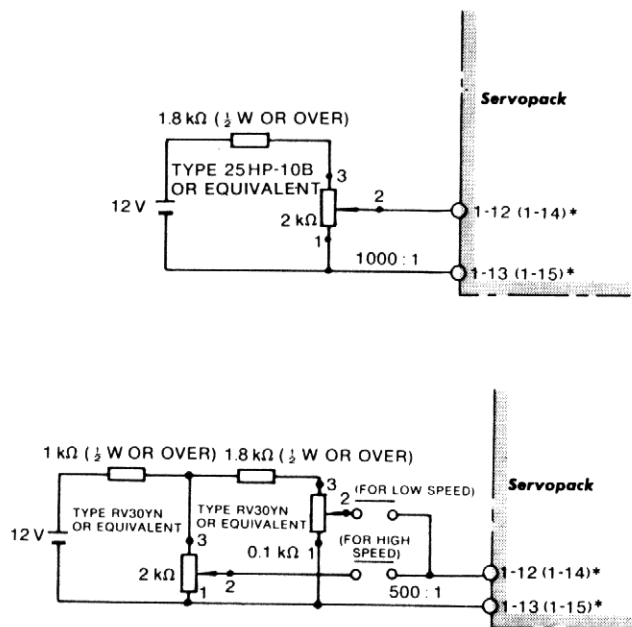 Servopack
1.8 kΩ (½ W OR OVER)
TYPE 25HP-10B
OR EQUIVALENT
3
2
12 V
2 kΩ
1-12 (1-14)*
1
1000 : 1
1-13 (1-15)*
1 kΩ (½ W OR OVER) 1.8 kΩ (½ W OR OVER)
3
(FOR LOW SPEED)
Servopack
2
TYPE RV30YN
OR EQUIVALENT
TYPE RV30YN
OR EQUIVALENT
12 V
3
0.1 kΩ 1
(FOR HIGH
SPEED)
2 kΩ
2
1-12 (1-14)*
1
500 : 1
1-13 (1-15)*